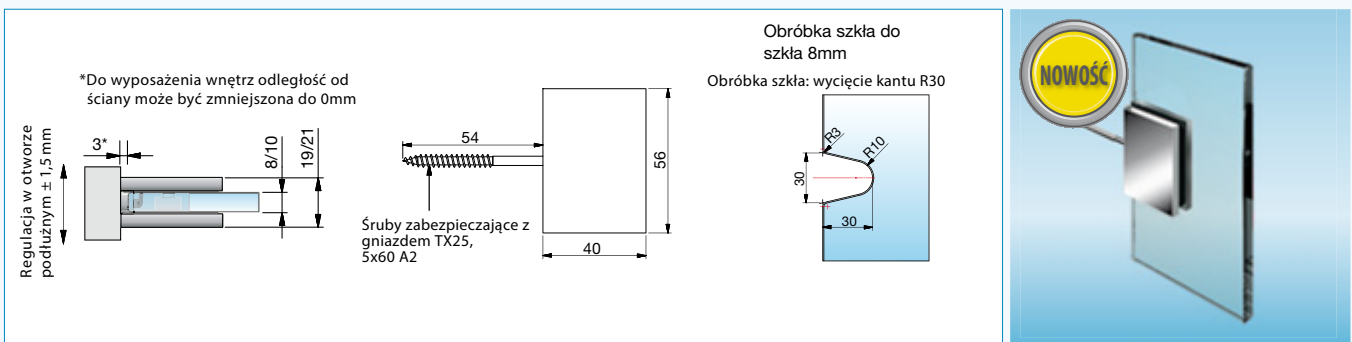 *Do wyposażenia wnętrz odległość od
ściany może być zmniejszona do 0mm
Regulacja w otworze
podłużnym ± 1,5 mm
3*
8/10
19/21
54
56
40
Śruby zabezpieczające z
gniazdem TX25,
5x60 A2
Obróbka szkła do
szkła 8mm
Obróbka szkła: wycięcie kantu R30
R3
R10
30
30
NOWOŚĆ